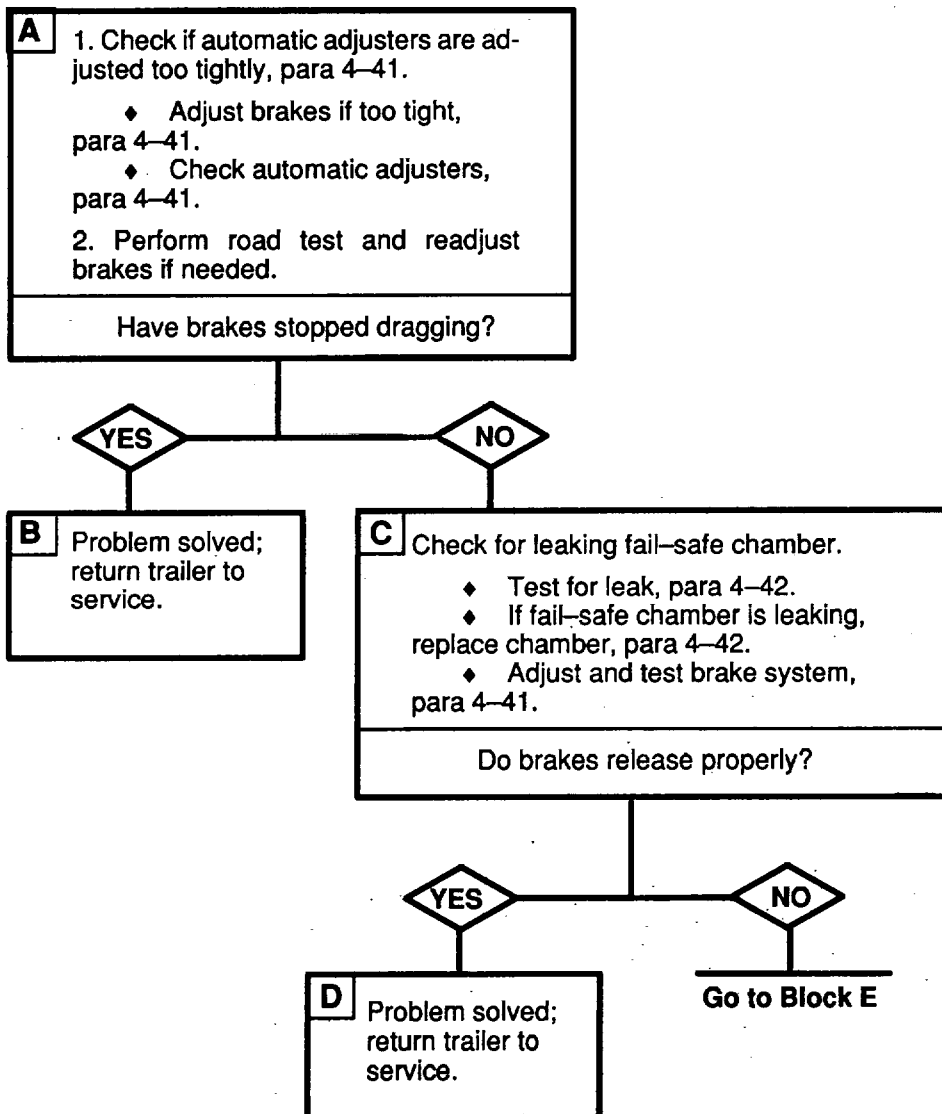 A
1. Check if automatic adjusters are ad-
justed too tightly, para 4–41.
♦ Adjust brakes if too tight,
para 4–41.
♦ Check automatic adjusters,
para 4–41.
2. Perform road test and readjust
brakes if needed.
Have brakes stopped dragging?
YES
NO
B
Problem solved;
return trailer to
service.
C
Check for leaking fail–safe chamber.
♦ Test for leak, para 4–42.
♦ If fail–safe chamber is leaking,
replace chamber, para 4–42.
♦ Adjust and test brake system,
para 4–41.
Do brakes release properly?
YES
NO
D
Problem solved;
return trailer to
service.
Go to Block E